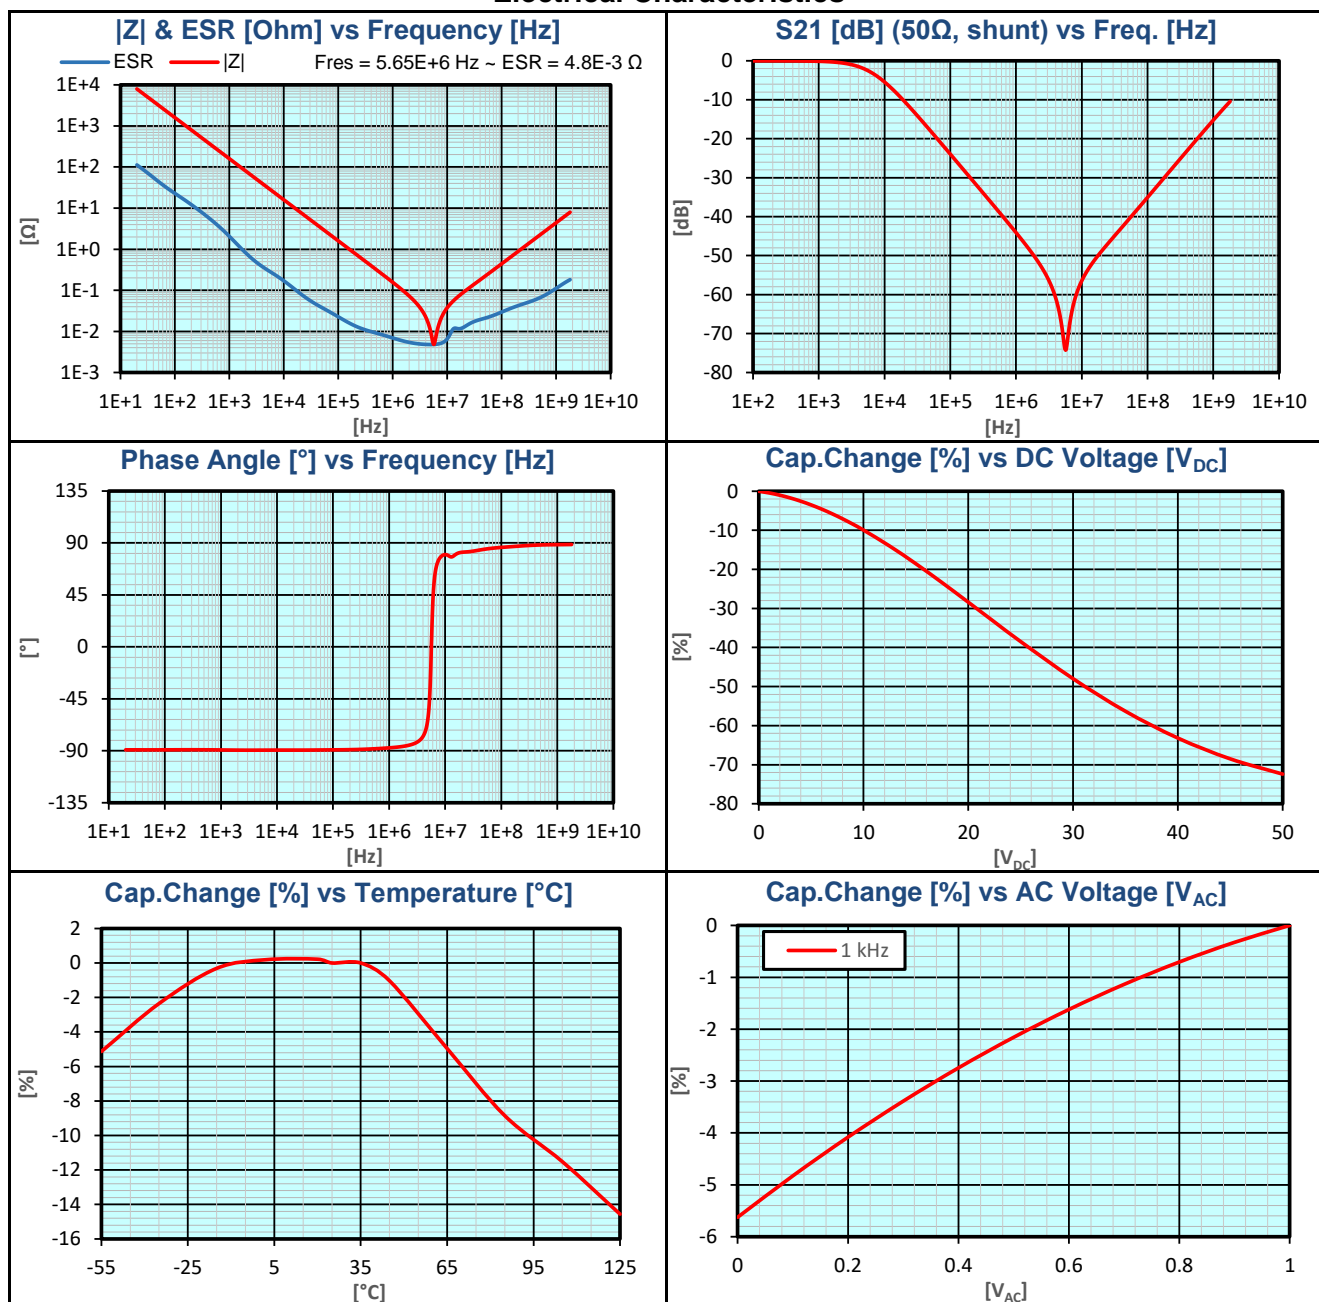 |Z| & ESR [Ohm] vs Frequency [Hz]
ESR |Z| Fres = 5.65E+6 Hz ~ ESR = 4.8E-3 Ω
1E+4
1E+3
1E+2
1E+1
1E+0
1E-1
1E-2
1E-3
[Ω]
1E+1 1E+2 1E+3 1E+4 1E+5 1E+6 1E+7 1E+8 1E+9 1E+10
[Hz]
S21 [dB] (50Ω, shunt) vs Freq. [Hz]
0
-10
-20
-30
-40
-50
-60
-70
-80
[dB]
1E+2 1E+3 1E+4 1E+5 1E+6 1E+7 1E+8 1E+9 1E+10
[Hz]
Phase Angle [°] vs Frequency [Hz]
135
90
45
0
-45
-90
-135
[°]
1E+1 1E+2 1E+3 1E+4 1E+5 1E+6 1E+7 1E+8 1E+9 1E+10
[Hz]
Cap.Change [%] vs DC Voltage [VDC]
0
-10
-20
-30
-40
-50
-60
-70
-80
[%]
0 10 20 30 40 50
[VDC]
Cap.Change [%] vs Temperature [°C]
2
0
-2
-4
-6
-8
-10
-12
-14
-16
[%]
-55 -25 5 35 65 95 125
[°C]
Cap.Change [%] vs AC Voltage [VAC]
1 kHz
0
-1
-2
-3
-4
-5
-6
[%]
0 0.2 0.4 0.6 0.8 1
[VAC]